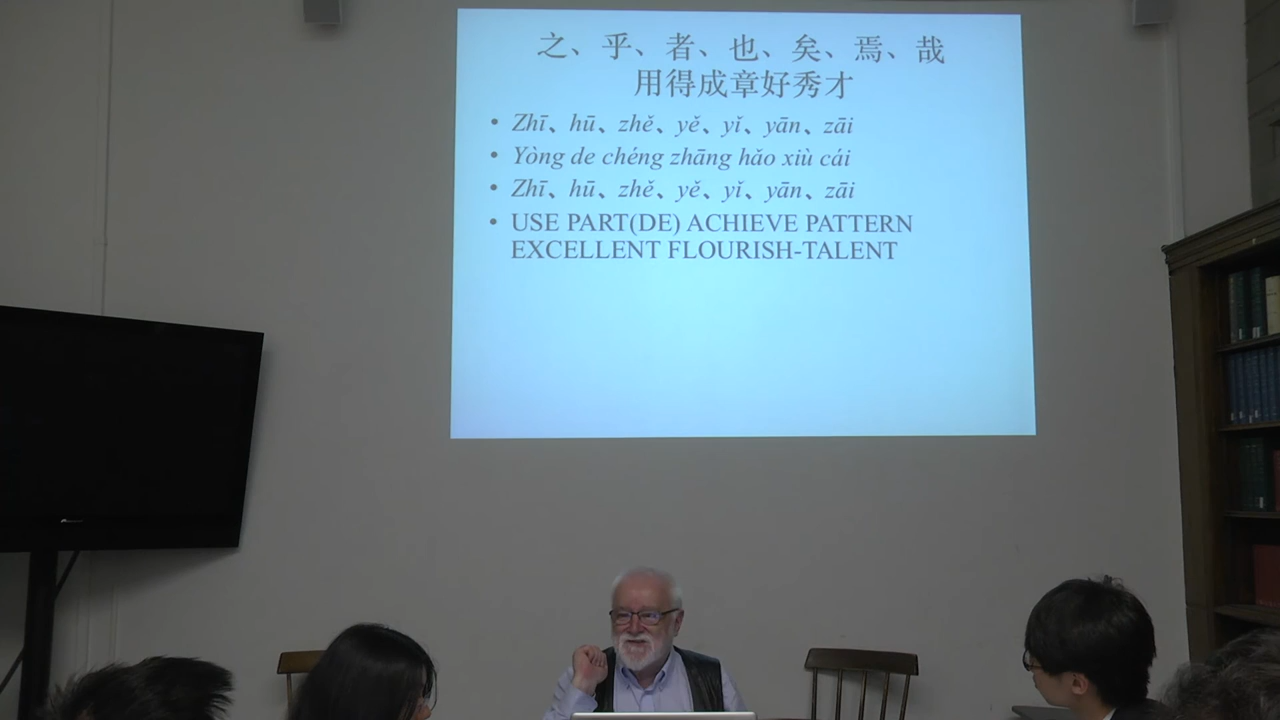 之、乎、者、也、矣、焉、哉
用得成章好秀才
• Zhī、hū、zhě、yě、yǐ、yān、zāi
• Yòng de chéng zhāng hǎo xiù cái
• Zhī、hū、zhě、yě、yǐ、yān、zāi
• USE PART(DE) ACHIEVE PATTERN
EXCELLENT FLOURISH-TALENT